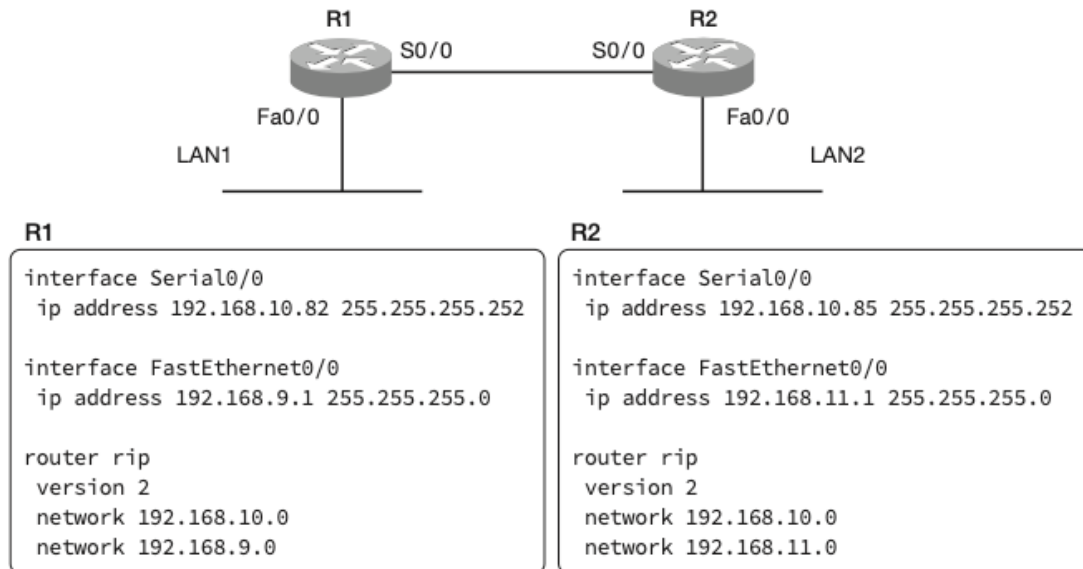 R1
R2
S0/0
S0/0
Fa0/0
Fa0/0
LAN1
LAN2
R1
interface Serial0/0
 ip address 192.168.10.82 255.255.255.252

interface FastEthernet0/0
 ip address 192.168.9.1 255.255.255.0

router rip
 version 2
 network 192.168.10.0
 network 192.168.9.0
R2
interface Serial0/0
 ip address 192.168.10.85 255.255.255.252

interface FastEthernet0/0
 ip address 192.168.11.1 255.255.255.0

router rip
 version 2
 network 192.168.10.0
 network 192.168.11.0